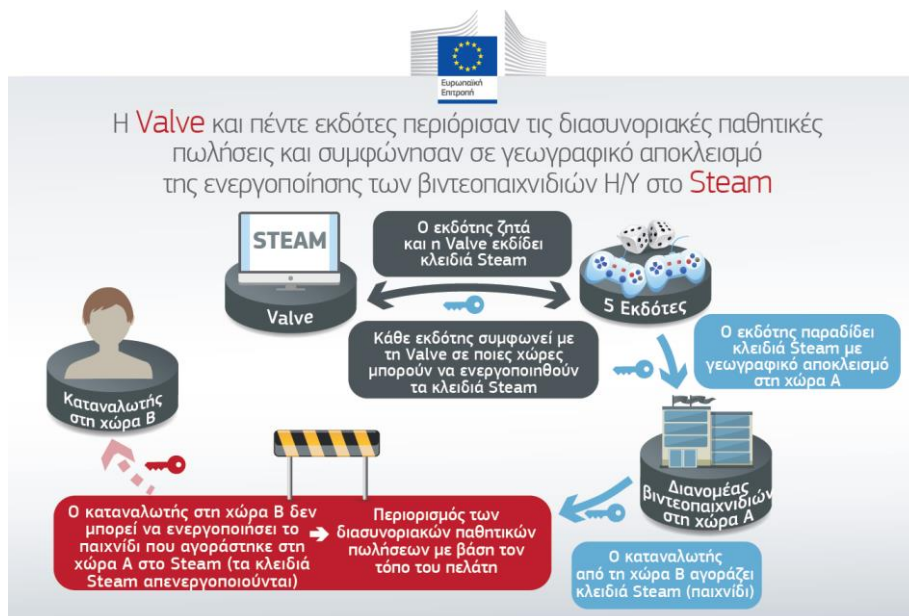 Ευρωπαϊκή
Επιτροπή
Η Valve και πέντε εκδότες περιόρισαν τις διασυνοριακές παθητικές
πωλήσεις και συμφώνησαν σε γεωγραφικό αποκλεισμό
της ενεργοποίησης των βιντεοπαιχνιδιών Η/Υ στο Steam
STEAM
Valve
Ο εκδότης ζητά
και η Valve εκδίδει
κλειδιά Steam
5 Εκδότες
Κάθε εκδότης συμφωνεί με
τη Valve σε ποιες χώρες
μπορούν να ενεργοποιηθούν
τα κλειδιά Steam
Ο εκδότης παραδίδει
κλειδιά Steam με
γεωγραφικό αποκλεισμό
στη χώρα Α
Καταναλωτής
στη χώρα Β
Διανομέας
βιντεοπαιχνιδιών
στη χώρα Α
Ο καταναλωτής στη χώρα Β δεν
μπορεί να ενεργοποιήσει το
παιχνίδι που αγοράστηκε στη
χώρα Α στο Steam (τα κλειδιά
Steam απενεργοποιούνται)
Περιορισμός των
διασυνοριακών παθητικών
πωλήσεων με βάση τον
τόπο του πελάτη
Ο καταναλωτής
από τη χώρα Β αγοράζει
κλειδιά Steam (παιχνίδι)